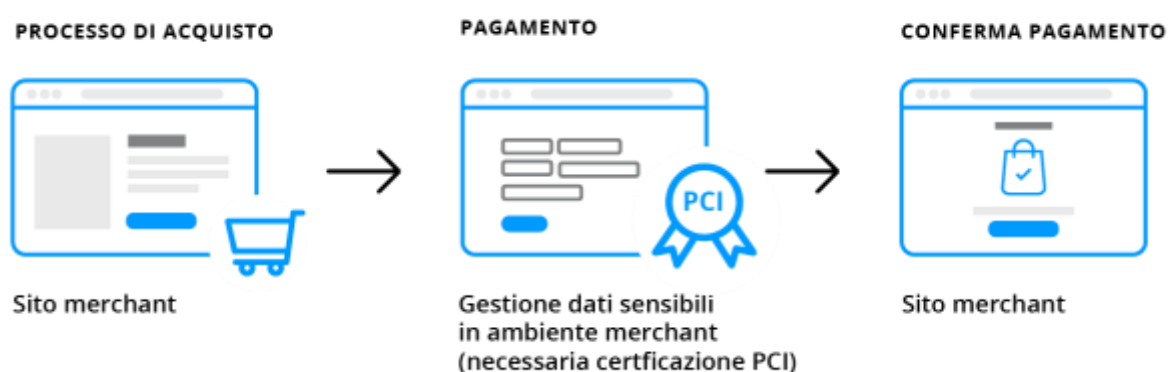 PROCESSO DI ACQUISTO
PAGAMENTO
CONFERMA PAGAMENTO
PCI
Sito merchant
Gestione dati sensibili
in ambiente merchant
(necessaria certficazione PCI)
Sito merchant